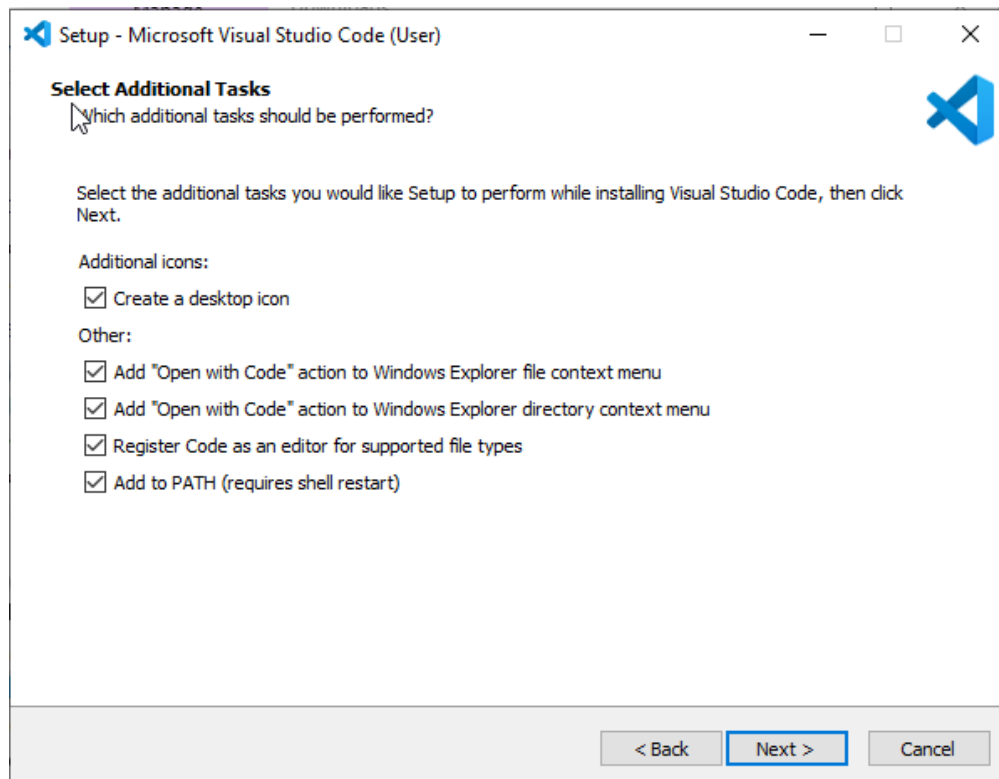 Setup - Microsoft Visual Studio Code (User)
Select Additional Tasks
Which additional tasks should be performed?
Select the additional tasks you would like Setup to perform while installing Visual Studio Code, then click
Next.
Additional icons:
Create a desktop icon
Other:
Add "Open with Code" action to Windows Explorer file context menu
Add "Open with Code" action to Windows Explorer directory context menu
Register Code as an editor for supported file types
Add to PATH (requires shell restart)
< Back
Next >
Cancel